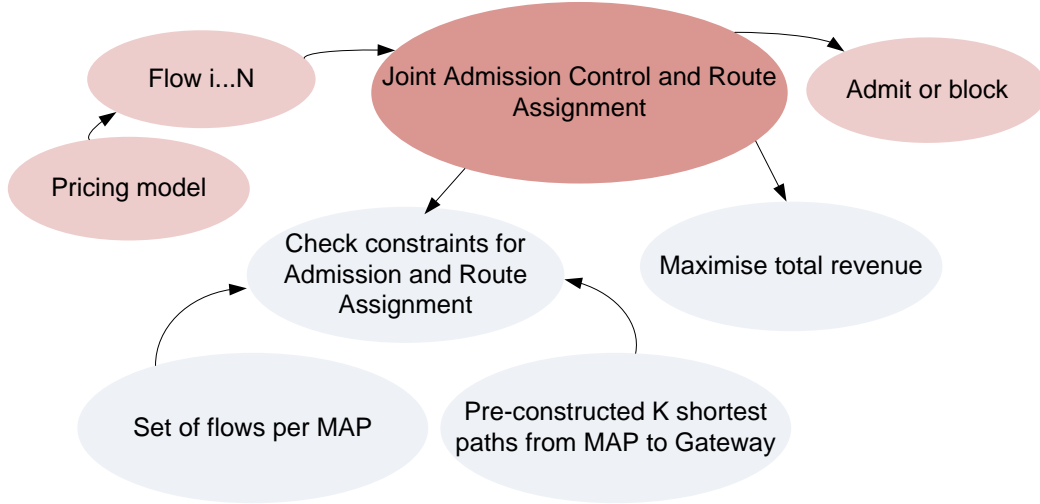 Flow i...N
Joint Admission Control and Route
Assignment
Admit or block
Pricing model
Check constraints for
Admission and Route
Assignment
Maximise total revenue
Set of flows per MAP
Pre-constructed K shortest
paths from MAP to Gateway